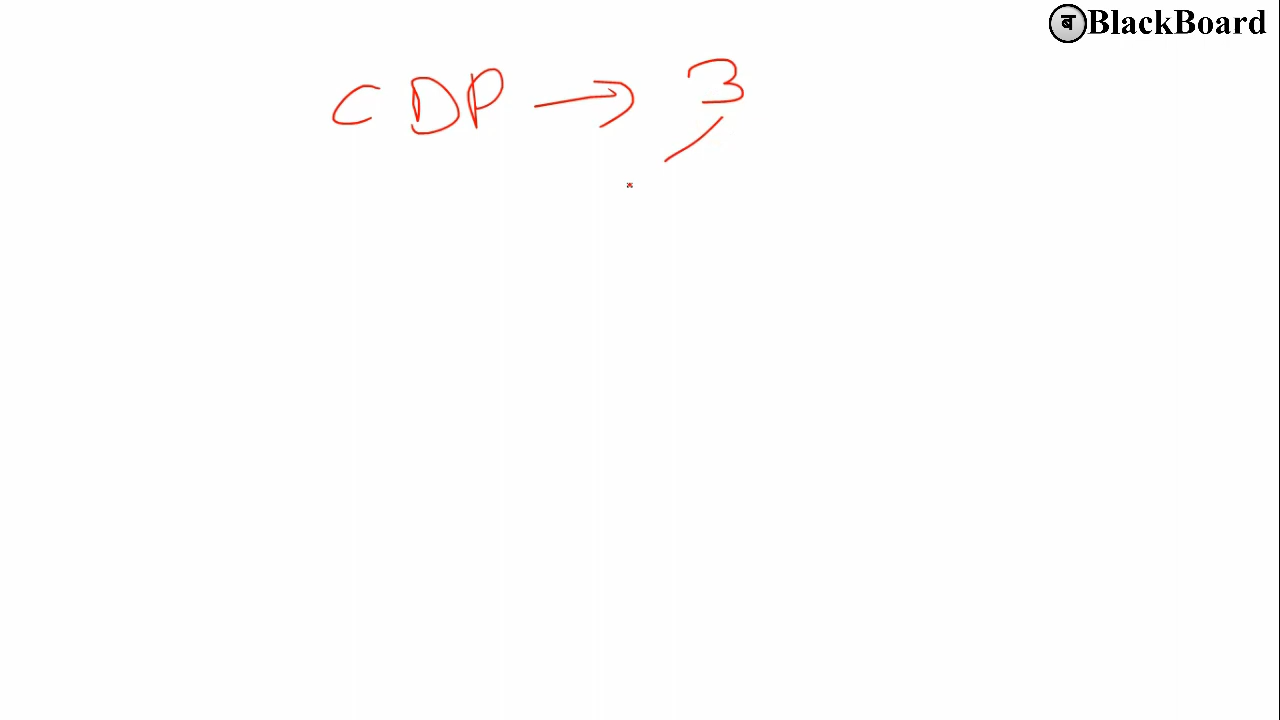 ब BlackBoard
CDP → 3